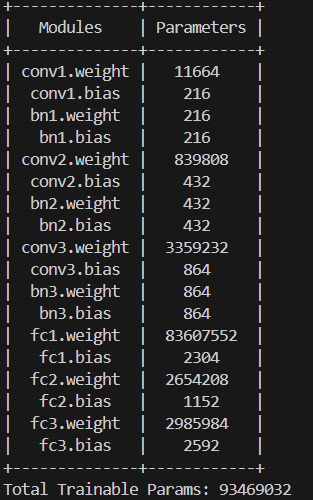 +--------------+------------+
|   Modules    | Parameters |
+--------------+------------+
| conv1.weight |   11664    |
|  conv1.bias  |    216     |
|  bn1.weight  |    216     |
|   bn1.bias   |    216     |
| conv2.weight |   839808   |
|  conv2.bias  |    432     |
|  bn2.weight  |    432     |
|   bn2.bias   |    432     |
| conv3.weight |  3359232   |
|  conv3.bias  |    864     |
|  bn3.weight  |    864     |
|   bn3.bias   |    864     |
|  fc1.weight  |  83607552  |
|   fc1.bias   |    2304    |
|  fc2.weight  |  2654208   |
|   fc2.bias   |    1152    |
|  fc3.weight  |  2985984   |
|   fc3.bias   |    2592    |
+--------------+------------+
Total Trainable Params: 93469032